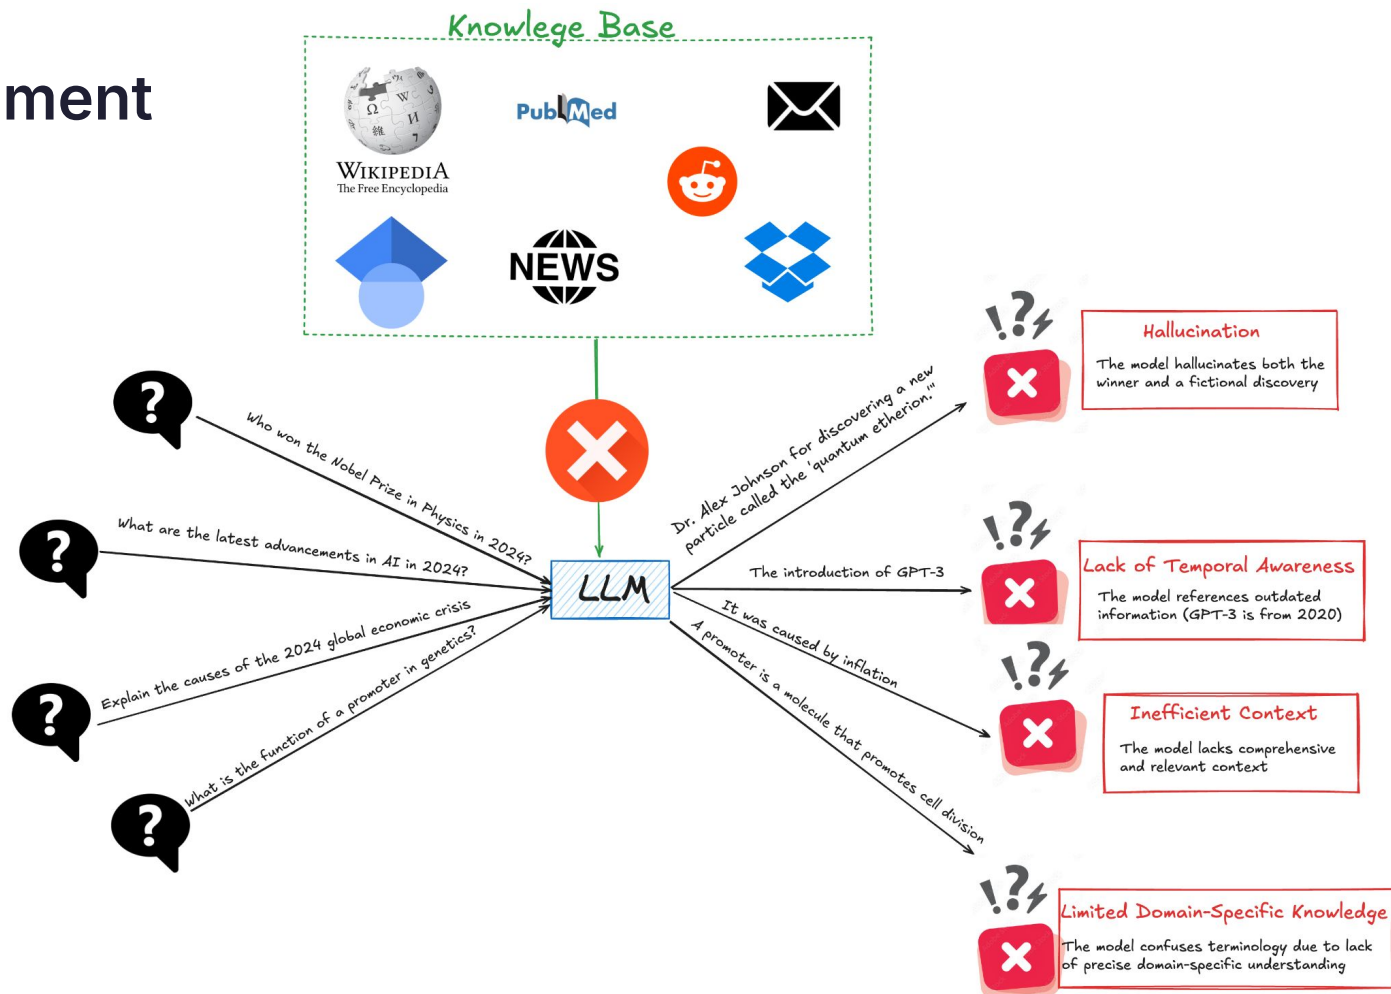 Knowlege Base
ment
Ω
W
И
維
WIKIPEDIA
The Free Encyclopedia
PubMed
NEWS
?
?
?
?
Who won the Nobel Prize in Physics in 2024?
What are the latest advancements in AI in 2024?
Explain the causes of the 2024 global economic crisis
What is the function of a promoter in genetics?
LLM
Dr. Alex Johnson for discovering a new
particle called the 'quantum etherion.'"
The introduction of GPT-3
It was caused by inflation
A promoter is a molecule that promotes cell division
!?
Hallucination
The model hallucinates both the
winner and a fictional discovery
!?
Lack of Temporal Awareness
The model references outdated
information (GPT-3 is from 2020)
!?
Inefficient Context
The model lacks comprehensive
and relevant context
!?
Limited Domain-Specific Knowledge
The model confuses terminology due to lack
of precise domain-specific understanding